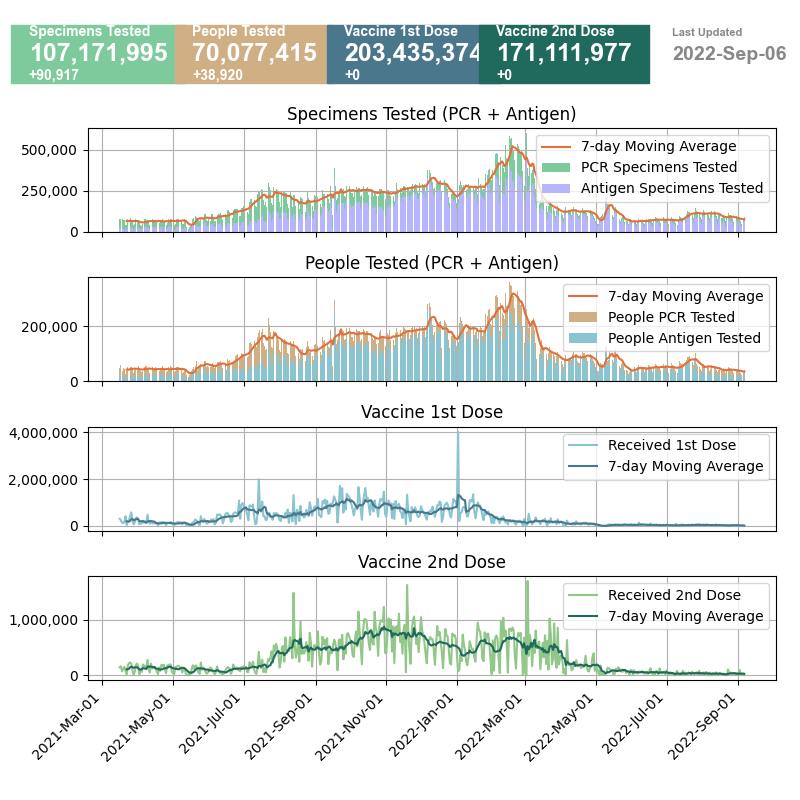 Specimens Tested
107,171,995
+90,917
People Tested
70,077,415
+38,920
Vaccine 1st Dose
203,435,374
+0
Vaccine 2nd Dose
171,111,977
+0
Last Updated
2022-Sep-06
Specimens Tested (PCR + Antigen)
500,000
250,000
0
7-day Moving Average
PCR Specimens Tested
Antigen Specimens Tested
People Tested (PCR + Antigen)
200,000
0
7-day Moving Average
People PCR Tested
People Antigen Tested
Vaccine 1st Dose
4,000,000
2,000,000
0
Received 1st Dose
7-day Moving Average
Vaccine 2nd Dose
1,000,000
0
Received 2nd Dose
7-day Moving Average
2021-Mar-01
2021-May-01
2021-Jul-01
2021-Sep-01
2021-Nov-01
2022-Jan-01
2022-Mar-01
2022-May-01
2022-Jul-01
2022-Sep-01